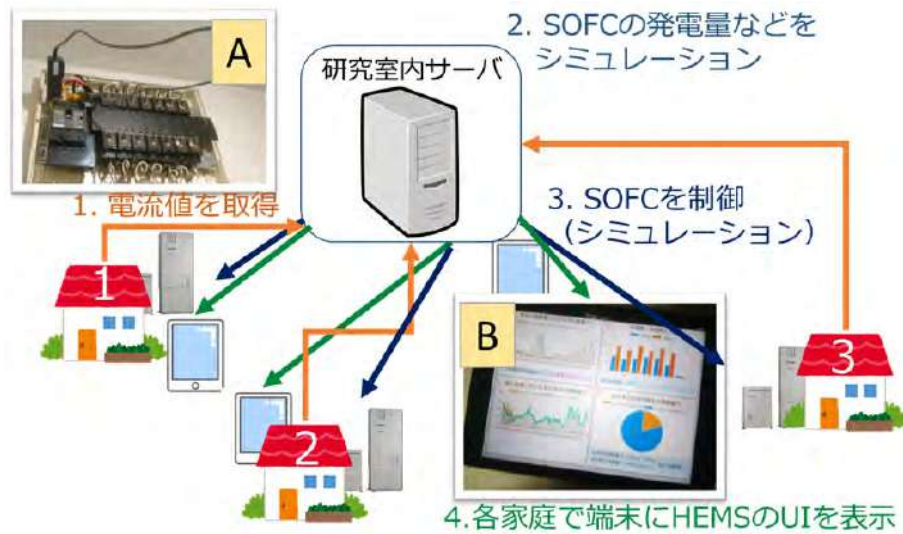 A
2. SOFCの発電量などを
シミュレーション
研究室内サーバ
1. 電流値を取得
3. SOFCを制御
(シミュレーション)
1
B
3
2
4.各家庭で端末にHEMSのUIを表示